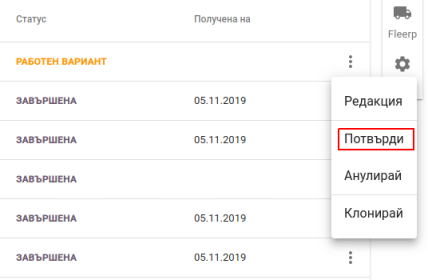 Статус Получена на
Fleerp
РАБОТЕН ВАРИАНТ
ЗАВЪРШЕНА 05.11.2019
Редакция
ЗАВЪРШЕНА 05.11.2019
Потвърди
ЗАВЪРШЕНА
Анулирай
ЗАВЪРШЕНА 05.11.2019
Клонирай
ЗАВЪРШЕНА 05.11.2019